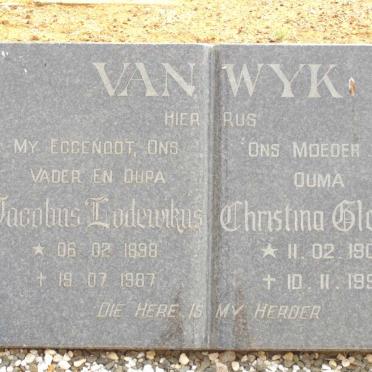 VAN WYK
HIER RUS
MY EGGENOOT, ONS
VADER EN OUPA
Jacobus Lodewikus
★ 06. 02. 1898
† 19. 07. 1987
ONS MOEDER
OUMA
Christina
★ 11. 02.
† 10. 11.
DIE HERE IS MY HERDER